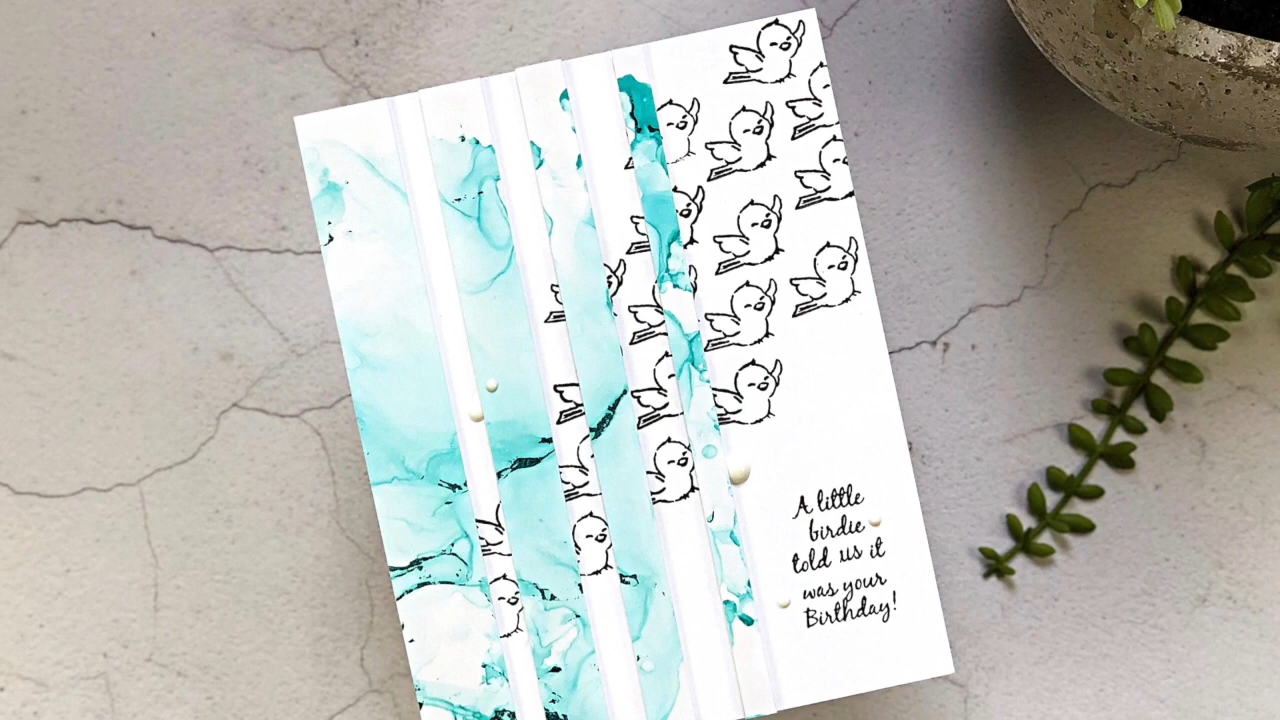 A little
birdie
told us it
was your
Birthday!